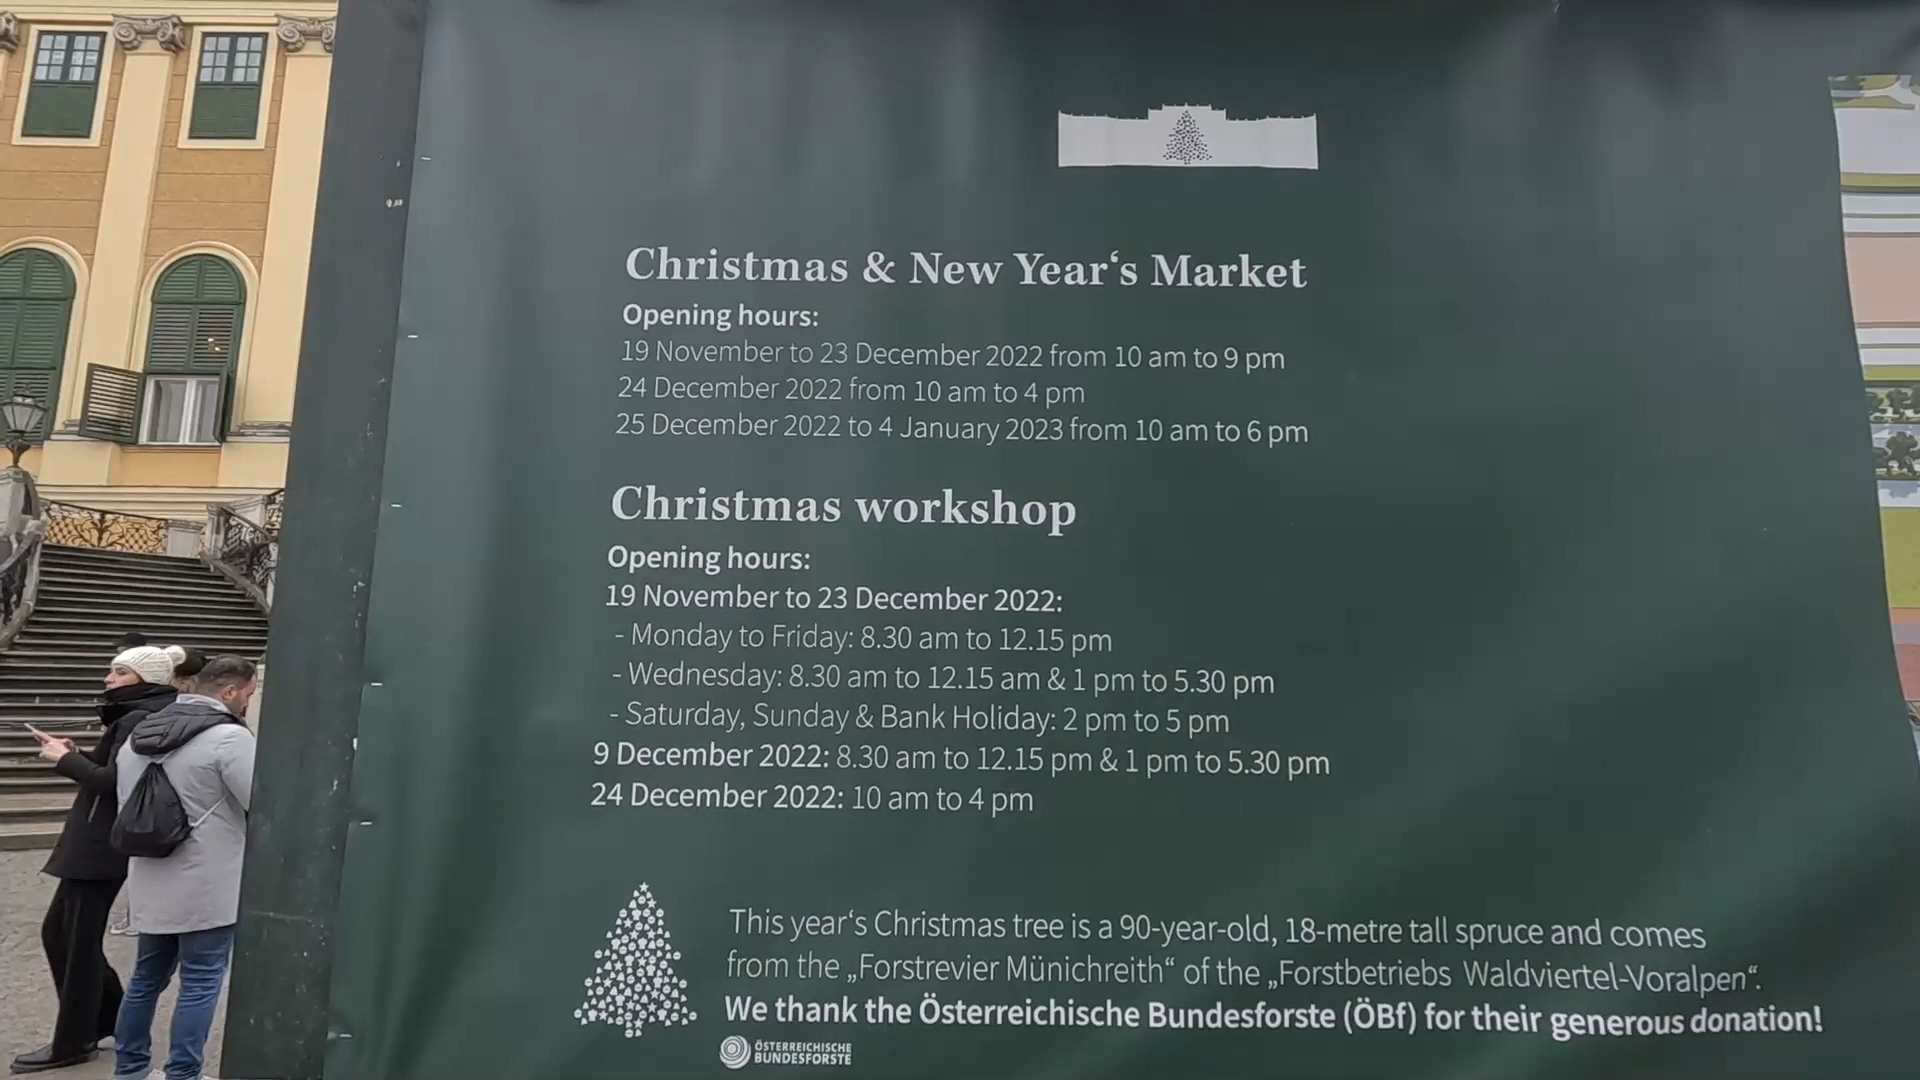 Christmas & New Year‘s Market
Opening hours:
19 November to 23 December 2022 from 10 am to 9 pm
24 December 2022 from 10 am to 4 pm
25 December 2022 to 4 January 2023 from 10 am to 6 pm
Christmas workshop
Opening hours:
19 November to 23 December 2022:
- Monday to Friday: 8.30 am to 12.15 pm
- Wednesday: 8.30 am to 12.15 am & 1 pm to 5.30 pm
- Saturday, Sunday & Bank Holiday: 2 pm to 5 pm
9 December 2022: 8.30 am to 12.15 pm & 1 pm to 5.30 pm
24 December 2022: 10 am to 4 pm
This year‘s Christmas tree is a 90-year-old, 18-metre tall spruce and comes
from the „Forstrevier Münichreith“ of the „Forstbetriebs Waldviertel-Voralpen“.
We thank the Österreichische Bundesforste (ÖBf) for their generous donation!
ÖSTERREICHISCHE
BUNDESFORSTE